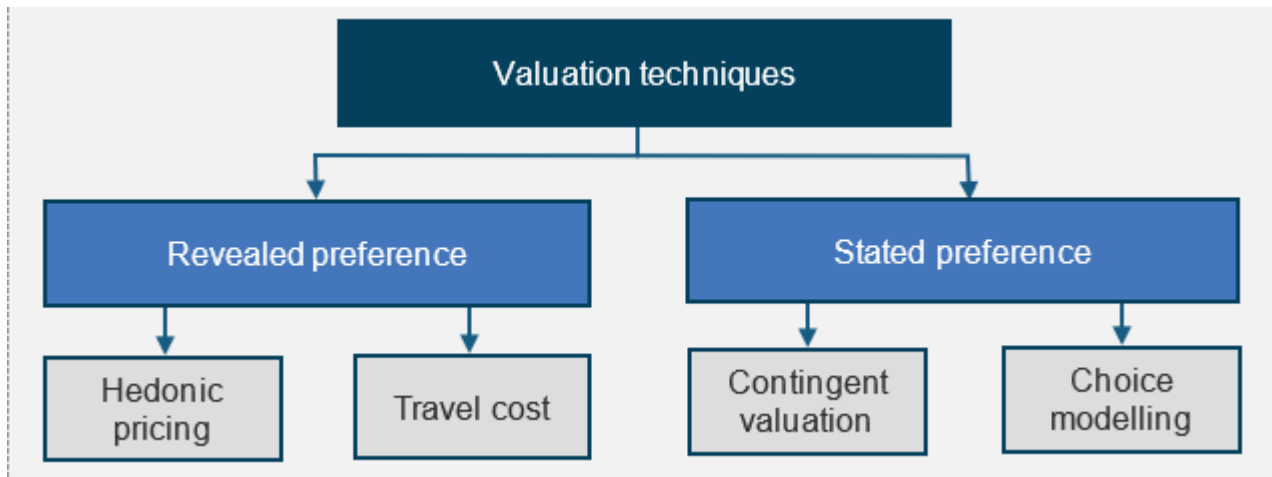 Valuation techniques
Revealed preference
Stated preference
Hedonic
pricing
Travel cost
Contingent
valuation
Choice
modelling